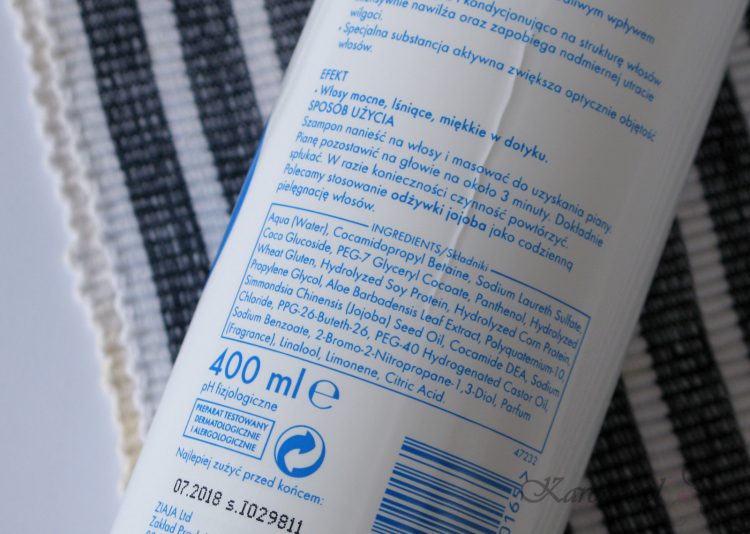 i kondycjonująco na strukturę włosów
nawilża oraz zapobiega nadmiernej utracie
wilgoci.
• Specjalna substancja aktywna zwiększa optycznie objętość
włosów.
EFEKT
• Włosy mocne, lśniące, miękkie w dotyku.
SPOSÓB UŻYCIA
Szampon nanieść na włosy i masować do uzyskania piany.
Pianę pozostawić na głowie na około 3 minuty. Dokładnie
spłukać. W razie konieczności czynność powtórzyć.
Polecamy stosowanie odżywki jojoba jako codzienną
pielęgnację włosów.
INGREDIENTS/Składniki
Aqua (Water), Cocamidopropyl Betaine, Sodium Laureth Sulfate,
Coco Glucoside, PEG-7 Glyceryl Cocoate, Panthenol, Hydrolyzed
Wheat Gluten, Hydrolyzed Soy Protein, Hydrolyzed Corn Protein,
Propylene Glycol, Aloe Barbadensis Leaf Extract, Polyquaternium-10,
Simmondsia Chinensis (Jojoba) Seed Oil, Cocamide DEA, Sodium
Chloride, PPG-26-Buteth-26, PEG-40 Hydrogenated Castor Oil,
Sodium Benzoate, 2-Bromo-2-Nitropropane-1,3-Diol, Parfum
(Fragrance), Linalool, Limonene, Citric Acid.
400 ml e
pH fizjologiczne
PREPARAT TESTOWANY
DERMATOLOGICZNIE
I ALERGOLOGICZNIE
47232
Najlepiej zużyć przed końcem:
07.2018 s.I029811
ZIAJA Ltd
Zakład